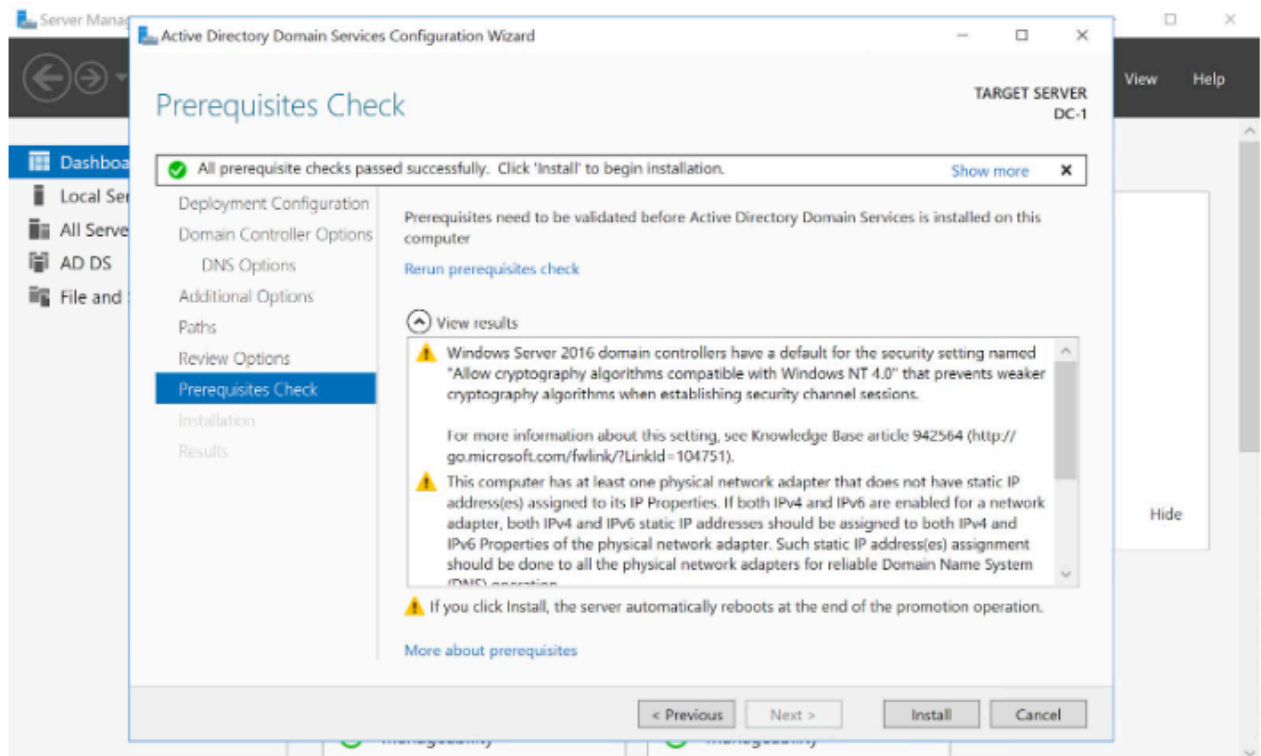 Server Manag
Active Directory Domain Services Configuration Wizard
View Help
Prerequisites Check
TARGET SERVER
DC-1
All prerequisite checks passed successfully. Click 'Install' to begin installation.
Show more
Dashboa
Local Ser
All Serve
AD DS
File and
Deployment Configuration
Domain Controller Options
DNS Options
Additional Options
Paths
Review Options
Prerequisites Check
Installation
Results
Prerequisites need to be validated before Active Directory Domain Services is installed on this
computer
Rerun prerequisites check
View results
Windows Server 2016 domain controllers have a default for the security setting named
"Allow cryptography algorithms compatible with Windows NT 4.0" that prevents weaker
cryptography algorithms when establishing security channel sessions.
For more information about this setting, see Knowledge Base article 942564 (http://
go.microsoft.com/fwlink/?LinkId=104751).
This computer has at least one physical network adapter that does not have static IP
address(es) assigned to its IP Properties. If both IPv4 and IPv6 are enabled for a network
adapter, both IPv4 and IPv6 static IP addresses should be assigned to both IPv4 and
IPv6 Properties of the physical network adapter. Such static IP address(es) assignment
should be done to all the physical network adapters for reliable Domain Name System
(DNS) operation
If you click Install, the server automatically reboots at the end of the promotion operation.
More about prerequisites
Hide
< Previous
Next >
Install
Cancel